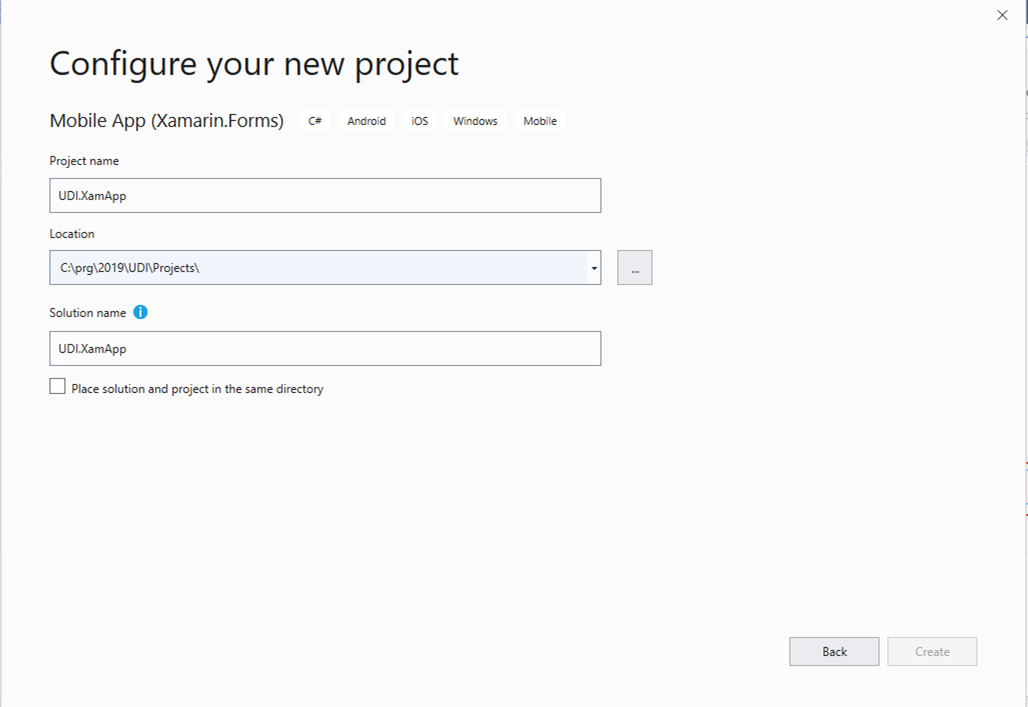 Configure your new project
Mobile App (Xamarin.Forms) C# Android iOS Windows Mobile
Project name
UDI.XamApp
Location
C:\prg\2019\UDI\Projects\
...
Solution name
UDI.XamApp
Place solution and project in the same directory
Back Create